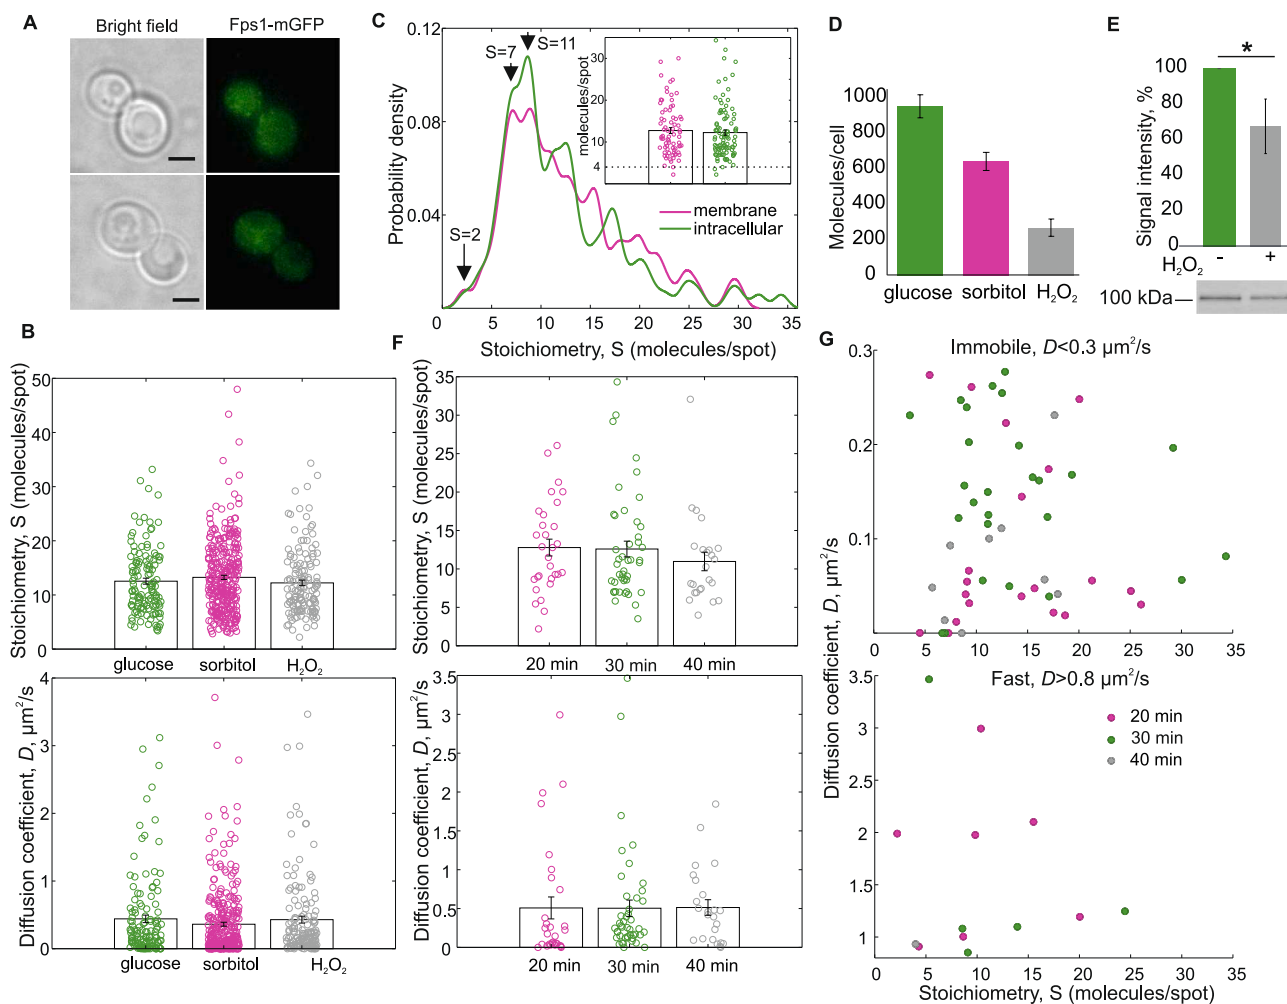 A
Bright field
Fps1-mGFP
B
Stoichiometry, S (molecules/spot)
50
40
30
20
10
0
glucose
sorbitol
H₂O₂
Diffusion coefficient, D, µm²/s
4
3
2
1
0
glucose
sorbitol
H₂O₂
C
Probability density
0.12
0.08
0.04
0
S=2
S=7
S=11
molecules/spot
30
20
10
4
membrane
intracellular
0 5 10 15 20 25 30 35
Stoichiometry, S (molecules/spot)
D
Molecules/cell
1000
800
600
400
200
0
glucose
sorbitol
H₂O₂
E
Signal intensity, %
100
80
60
40
20
0
*
H₂O₂ - +
100 kDa
F
Stoichiometry, S (molecules/spot)
35
30
25
20
15
10
5
0
20 min
30 min
40 min
Diffusion coefficient, D, µm²/s
3.5
3
2.5
2
1.5
1
0.5
0
20 min
30 min
40 min
G
Immobile, D<0.3 µm²/s
Diffusion coefficient, D, µm²/s
0.3
0.2
0.1
0
0 5 10 15 20 25 30 35
Fast, D>0.8 µm²/s
20 min
30 min
40 min
3.5
3
2.5
2
1.5
1
0 5 10 15 20 25 30 35
Stoichiometry, S (molecules/spot)